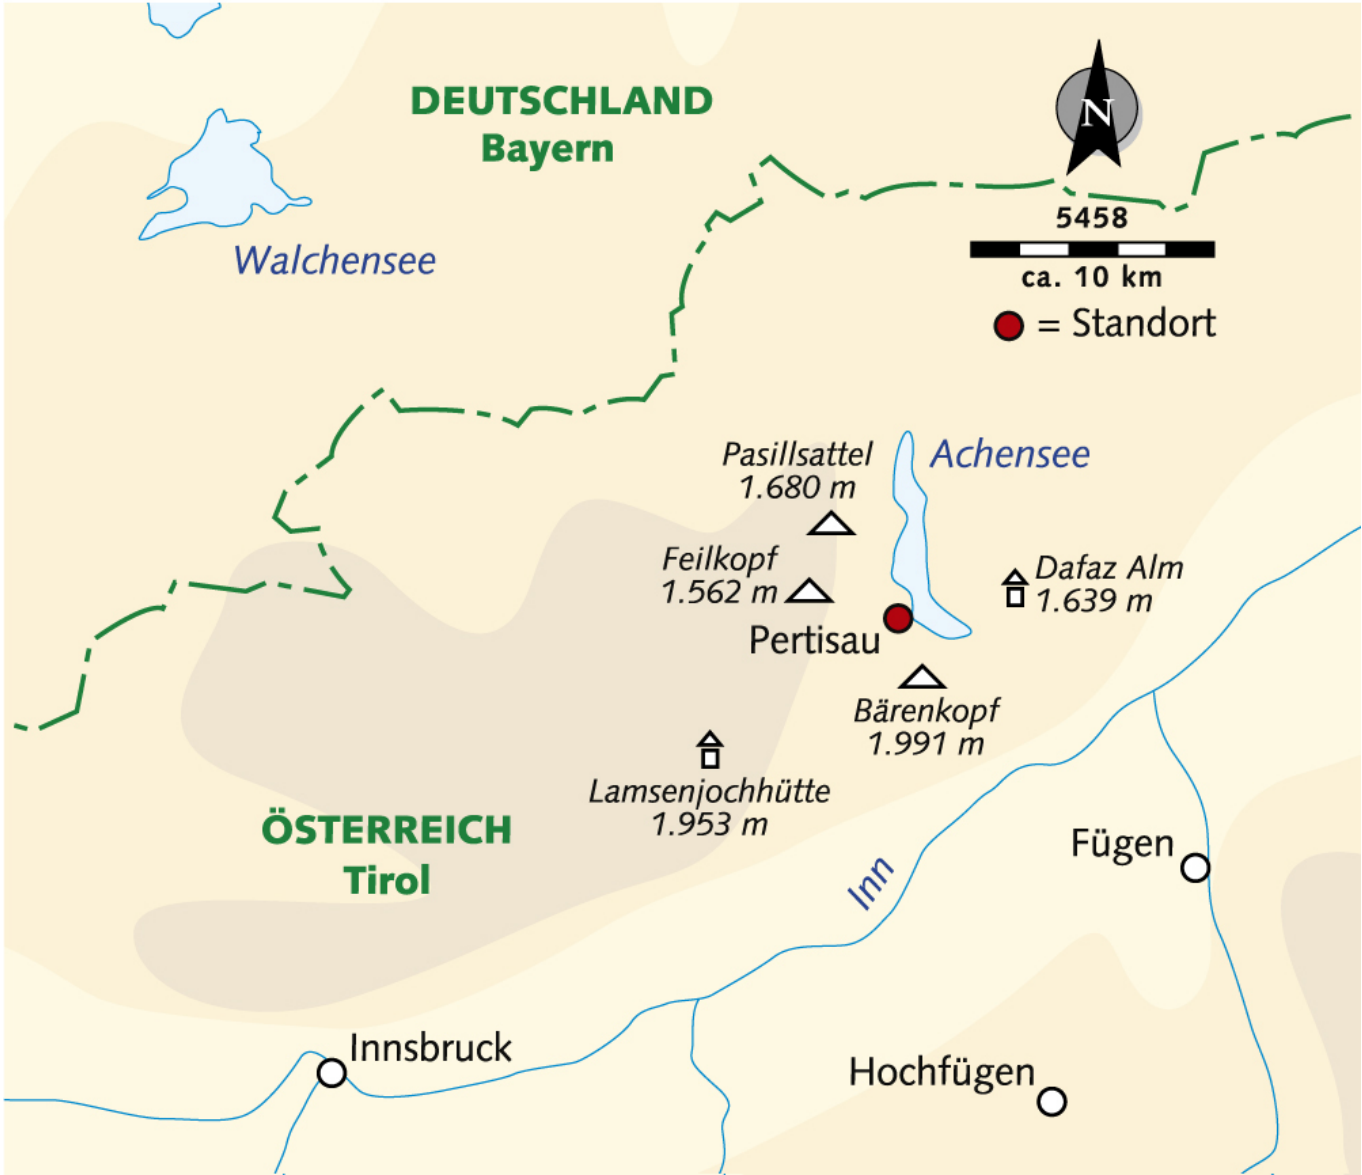 DEUTSCHLAND
Bayern
N
5458
ca. 10 km
= Standort
Walchensee
Pasillsattel
1.680 m
Achensee
Feilkopf
1.562 m
Dafaz Alm
1.639 m
Pertisau
Bärenkopf
1.991 m
Lamsenjochhütte
1.953 m
ÖSTERREICH
Tirol
Inn
Fügen
Innsbruck
Hochfügen